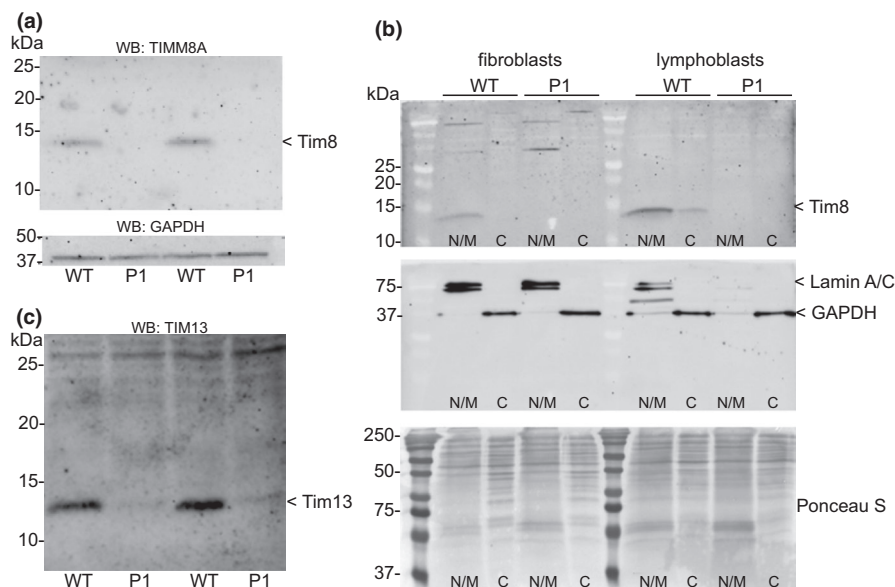 (a)
kDa
WB: TIMM8A
25-
20-
15-
< Tim8
10-
WB: GAPDH
50-
37-
WT P1 WT P1
(c)
WB: TIM13
kDa
25-
20-
15-
< Tim13
10-
WT P1 WT P1
(b)
fibroblasts lymphoblasts
WT P1 WT P1
kDa
25-
20-
15-
< Tim8
10-
N/M C N/M C N/M C N/M C
75-
< Lamin A/C
37-
< GAPDH
N/M C N/M C N/M C N/M C
250-
50-
75-
Ponceau S
37-
N/M C N/M C N/M C N/M C